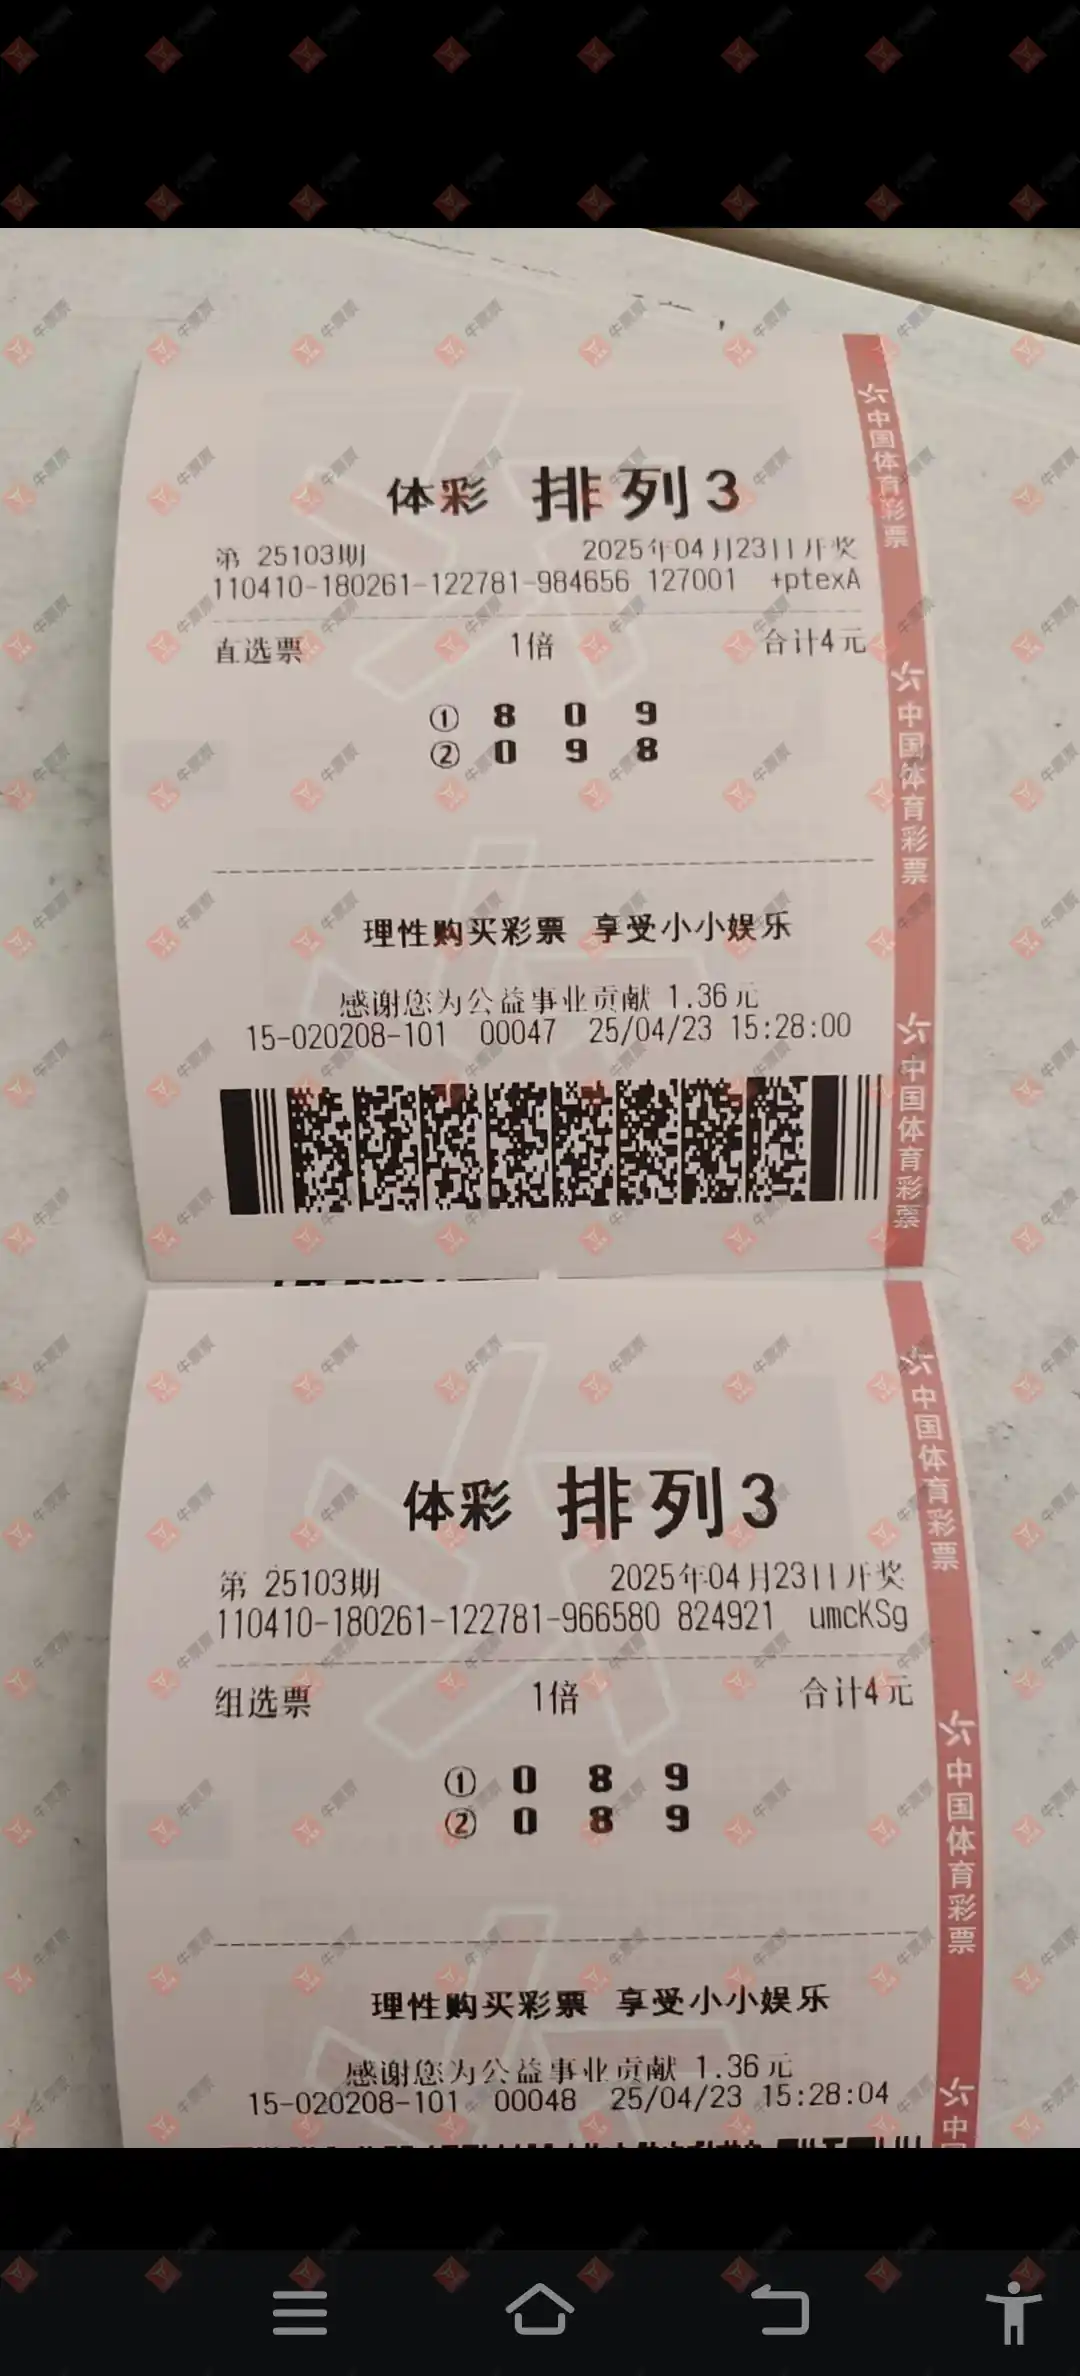 体彩 排列3
第 25103期 2025年04月23日开奖
110410-180261-122781-984656 127001 +ptexA
直选票 1倍 合计4元
① 8 0 9
② 0 9 8
理性购买彩票 享受小小娱乐
感谢您为公益事业贡献 1.36元
15-020208-101 00047 25/04/23 15:28:00
中国体育彩票
中国体育彩票
中国体育彩票
体彩 排列3
第 25103期 2025年04月23日开奖
110410-180261-122781-966580 824921 umcKSg
组选票 1倍 合计4元
① 0 8 9
② 0 8 9
理性购买彩票 享受小小娱乐
感谢您为公益事业贡献 1.36元
15-020208-101 00048 25/04/23 15:28:04
中国体育彩票
中国体育彩票
中
牛票票